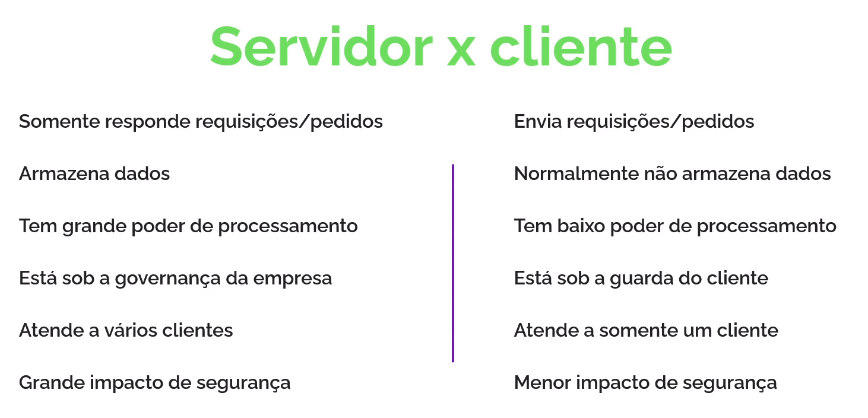 Servidor x cliente
Somente responde requisições/pedidos
Armazena dados
Tem grande poder de processamento
Está sob a governança da empresa
Atende a vários clientes
Grande impacto de segurança
Envia requisições/pedidos
Normalmente não armazena dados
Tem baixo poder de processamento
Está sob a guarda do cliente
Atende a somente um cliente
Menor impacto de segurança